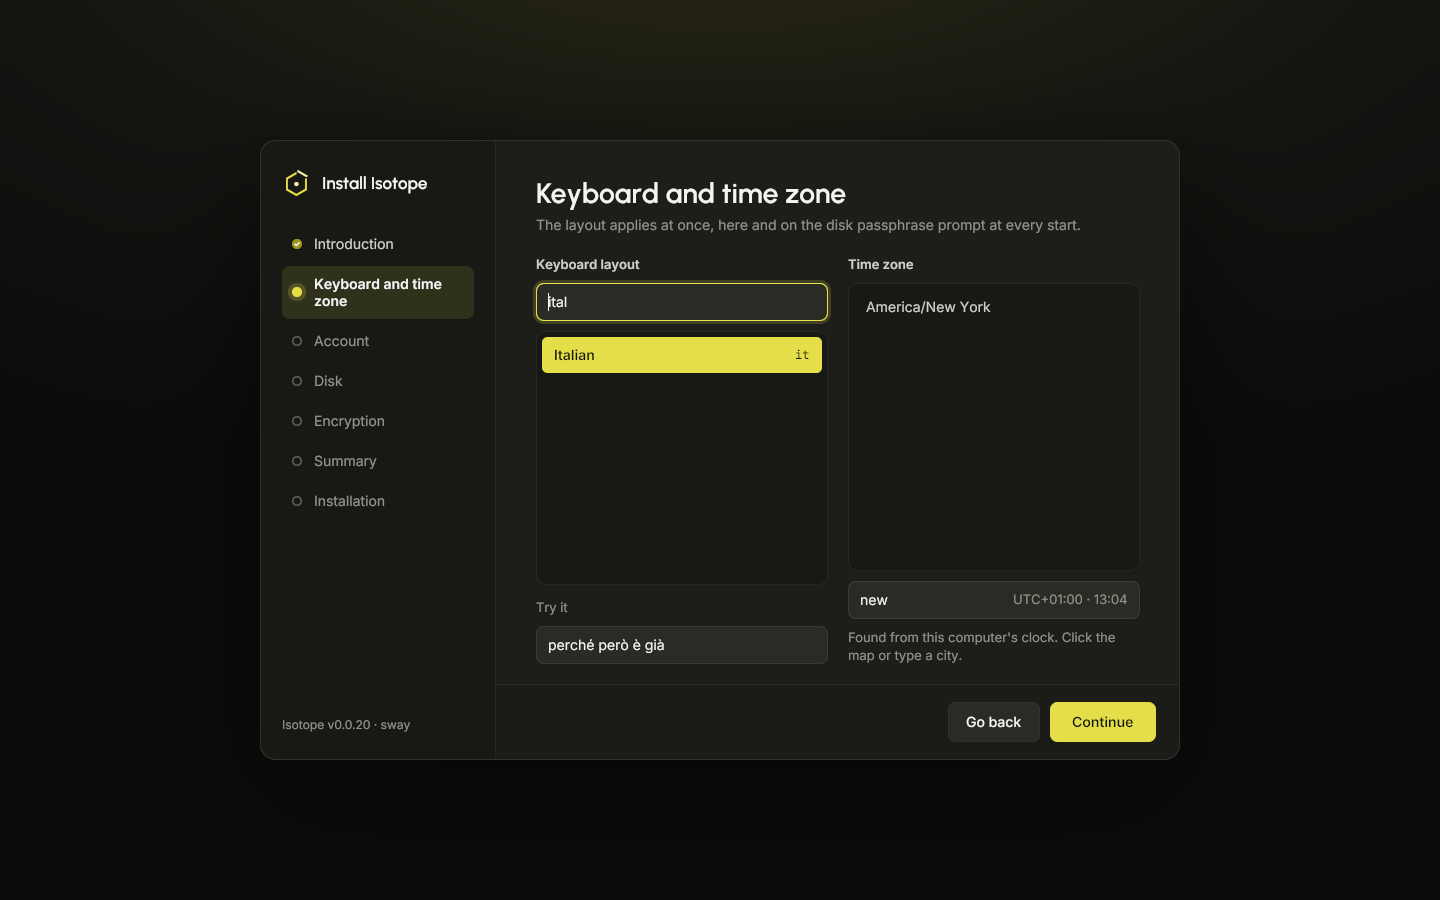 Install Isotope
Introduction
Keyboard and time
zone
Account
Disk
Encryption
Summary
Installation
Isotope v0.0.20 · sway
Keyboard and time zone
The layout applies at once, here and on the disk passphrase prompt at every start.
Keyboard layout
ital
Italian it
Try it
perché però è già
Time zone
America/New York
new UTC+01:00 · 13:04
Found from this computer's clock. Click the
map or type a city.
Go back Continue